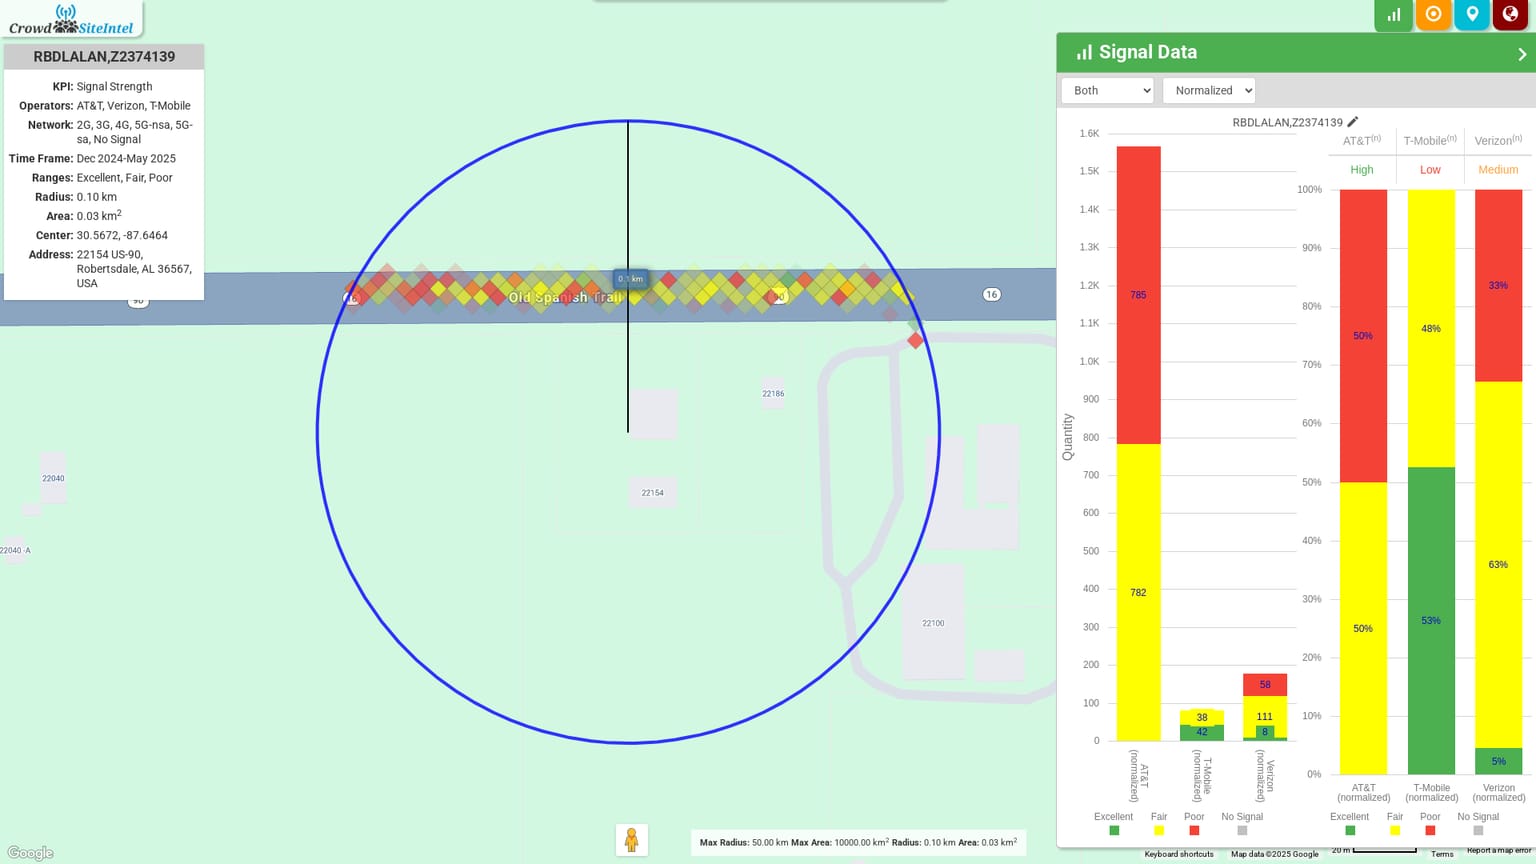 Crowd SiteIntel
RBDLALAN,Z2374139
KPI: Signal Strength
Operators: AT&T, Verizon, T-Mobile
Network: 2G, 3G, 4G, 5G-nsa, 5G-
sa, No Signal
Time Frame: Dec 2024-May 2025
Ranges: Excellent, Fair, Poor
Radius: 0.10 km
Area: 0.03 km²
Center: 30.5672, -87.6464
Address: 22154 US-90,
Robertsdale, AL 36567,
USA
90
16
Old Spanish Trail
0.1 km
90
16
22186
22040
22154
22040-A
22100
Google
Max Radius: 50.00 km Max Area: 10000.00 km² Radius: 0.10 km Area: 0.03 km²
Signal Data
Both
Normalized
RBDLALAN,Z2374139
1.6K
1.5K
1.4K
1.3K
1.2K
1.1K
1.0K
900
800
700
600
500
400
300
200
100
0
Quantity
785
782
38
42
58
111
8
AT&T
(normalized)
T-Mobile
(normalized)
Verizon
(normalized)
Excellent Fair Poor No Signal
AT&T(n) T-Mobile(n) Verizon(n)
High Low Medium
100%
90%
80%
70%
60%
50%
40%
30%
20%
10%
0%
50%
50%
48%
53%
33%
63%
5%
AT&T
(normalized)
T-Mobile
(normalized)
Verizon
(normalized)
Excellent Fair Poor No Signal
Keyboard shortcuts Map data ©2025 Google 20 m Terms Report a map error